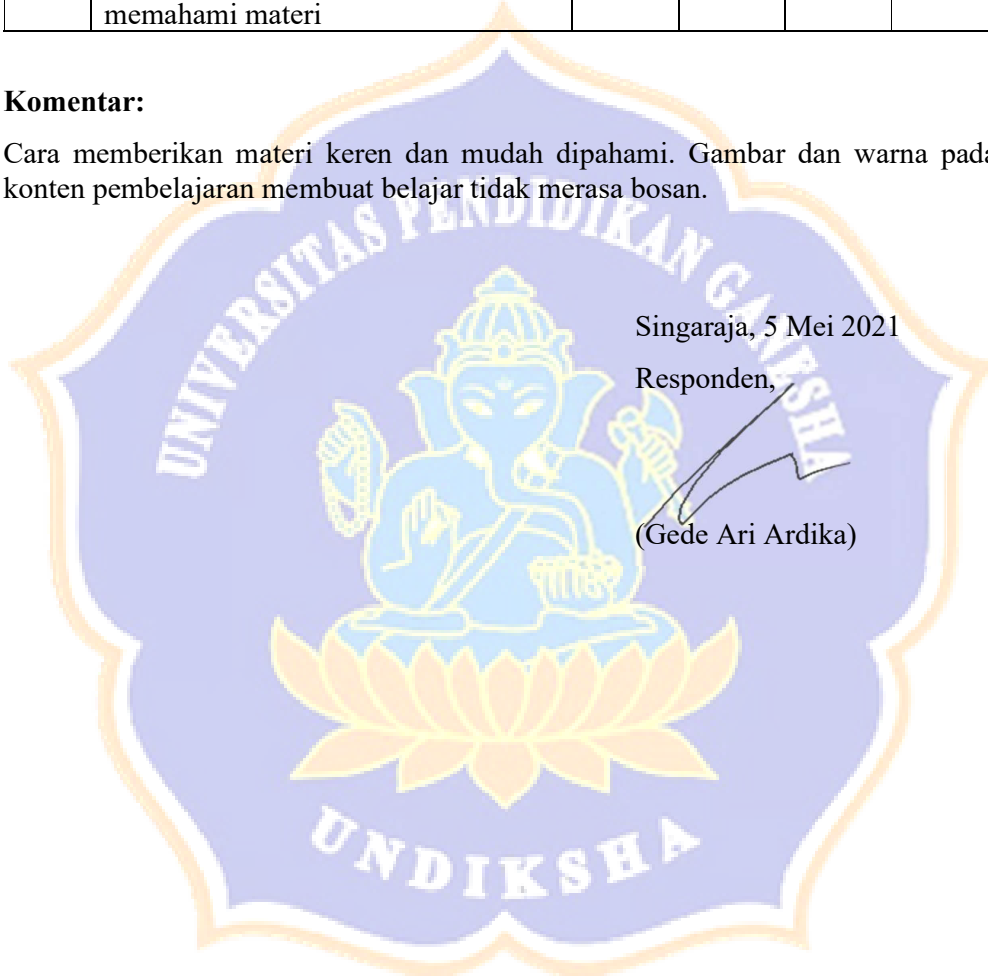 memahami materi
Komentar:
Cara memberikan materi keren dan mudah dipahami. Gambar dan warna pada
konten pembelajaran membuat belajar tidak merasa bosan.
UNIVERSITAS PENDIDIKAN GANESHA
Singaraja, 5 Mei 2021
Responden,
(Gede Ari Ardika)
UNDIKSHA